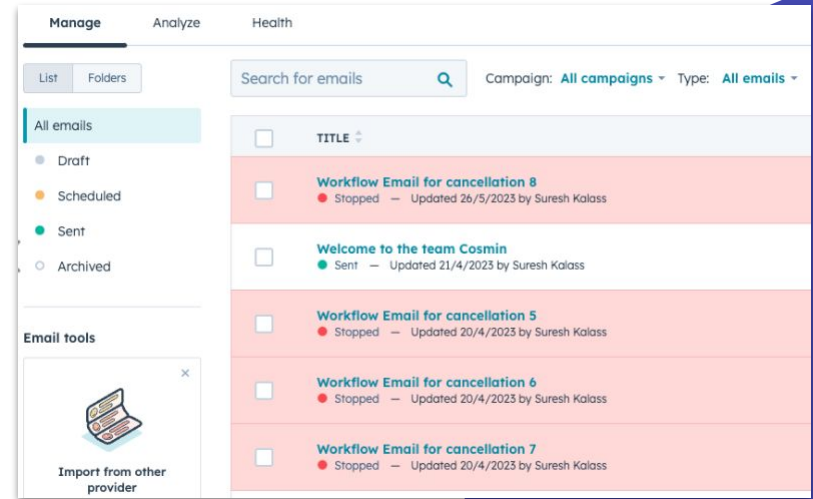 Manage Analyze Health
List Folders
Search for emails Campaign: All campaigns Type: All emails
All emails
Draft
Scheduled
Sent
Archived
Email tools
Import from other
provider
TITLE
Workflow Email for cancellation 8
Stopped — Updated 26/5/2023 by Suresh Kalass
Welcome to the team Cosmin
Sent — Updated 21/4/2023 by Suresh Kalass
Workflow Email for cancellation 5
Stopped — Updated 20/4/2023 by Suresh Kalass
Workflow Email for cancellation 6
Stopped — Updated 20/4/2023 by Suresh Kalass
Workflow Email for cancellation 7
Stopped — Updated 20/4/2023 by Suresh Kalass